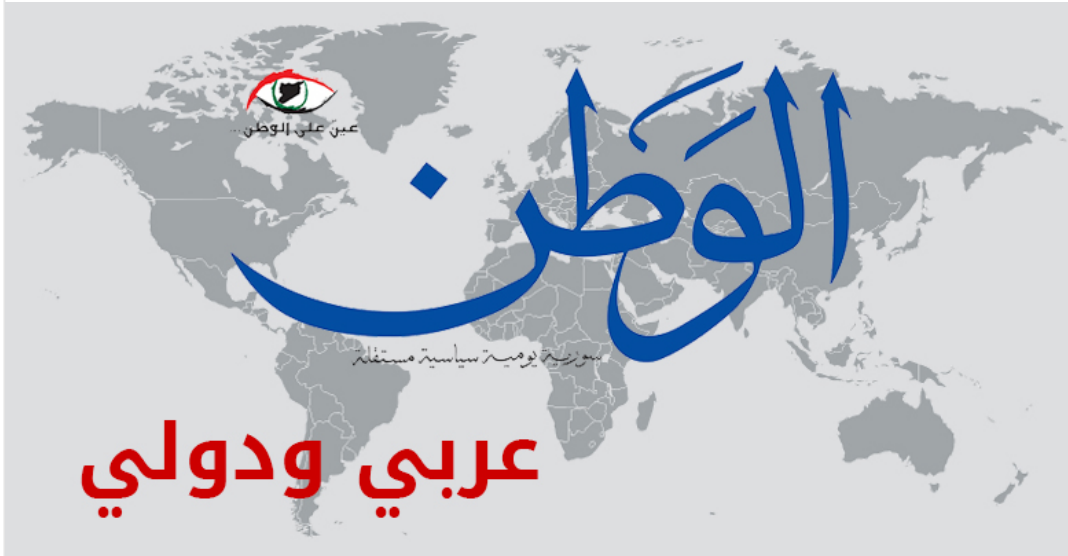 عين على الوطن...
الوَطن
سورية يومية سياسية مستقلة
عربي ودولي